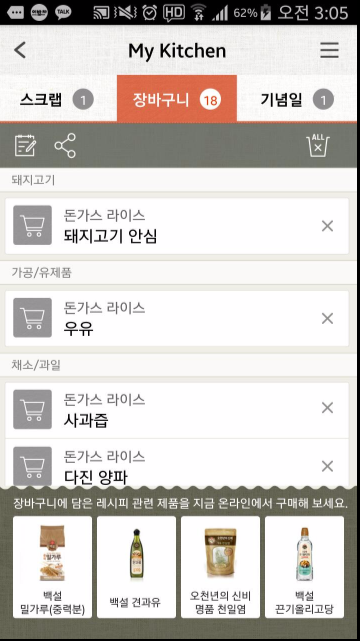 TALK
HD
62% 오전 3:05
My Kitchen
스크랩 1
장바구니 18
기념일 1
ALL
돼지고기
돈가스 라이스
돼지고기 안심
가공/유제품
돈가스 라이스
우유
채소/과일
돈가스 라이스
사과즙
돈가스 라이스
다진 양파
장바구니에 담은 레시피 관련 제품을 지금 온라인에서 구매해 보세요.
백설
밀가루(중력분)
백설 견과유
오천년의 신비
명품 천일염
백설
끈기올리고당